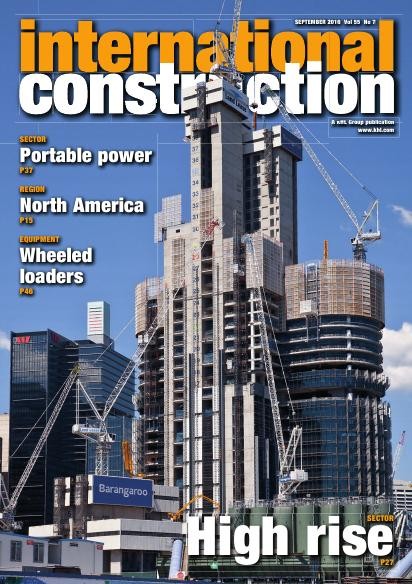 SEPTEMBER 2016 Vol 55 No 7
international
construction
A KHL Group publication
www.khl.com
SECTOR
Portable power
P37
REGION
North America
P15
EQUIPMENT
Wheeled
loaders
P46
Barangaroo
SECTOR
High rise
P27